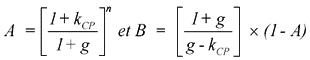 A = [ (1 + k_CP) / (1 + g) ]^n et B = [ (1 + g) / (g - k_CP) ] × (1 - A)